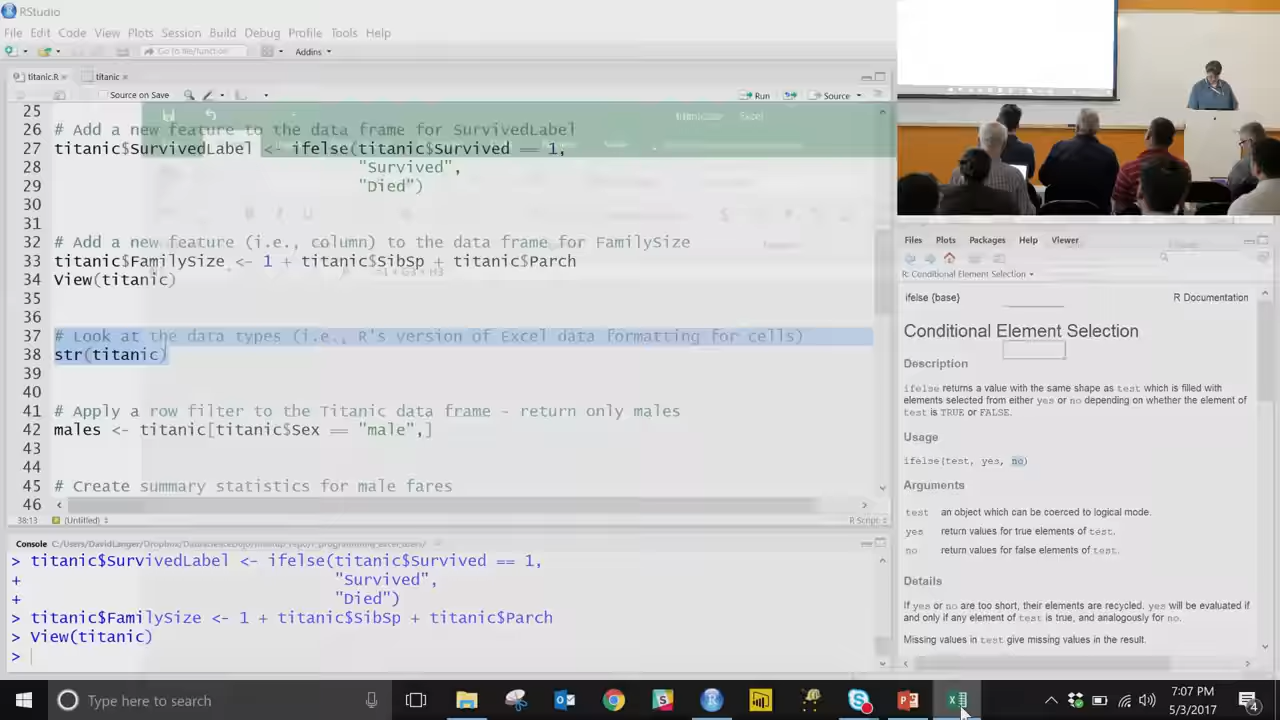 RStudio
File Edit Code View Plots Session Build Debug Profile Tools Help
Go to file/function Addins
titanic.R titanic
Source on Save Run Source
25
26 # Add a new feature to the data frame for SurvivedLabel
27 titanic$SurvivedLabel <- ifelse(titanic$Survived == 1,
28 "Survived",
29 "Died")
30
31
32 # Add a new feature (i.e., column) to the data frame for FamilySize
33 titanic$FamilySize <- 1 + titanic$SibSp + titanic$Parch
34 View(titanic)
35
36
37 # Look at the data types (i.e., R's version of Excel data formatting for cells)
38 str(titanic)
39
40
41 # Apply a row filter to the Titanic data frame - return only males
42 males <- titanic[titanic$Sex == "male",]
43
44
45 # Create summary statistics for male fares
46
38:13 (Untitled) R Script
Console
> titanic$SurvivedLabel <- ifelse(titanic$Survived == 1,
+ "Survived",
+ "Died")
> titanic$FamilySize <- 1 + titanic$SibSp + titanic$Parch
> View(titanic)
>
Files Plots Packages Help Viewer
R: Conditional Element Selection
ifelse {base} R Documentation
Conditional Element Selection
Description
ifelse returns a value with the same shape as test which is filled with
elements selected from either yes or no depending on whether the element of
test is TRUE or FALSE.
Usage
ifelse(test, yes, no)
Arguments
test an object which can be coerced to logical mode.
yes return values for true elements of test.
no return values for false elements of test.
Details
If yes or no are too short, their elements are recycled. yes will be evaluated if
and only if any element of test is true, and analogously for no.
Missing values in test give missing values in the result.
Type here to search
7:07 PM
5/3/2017
4